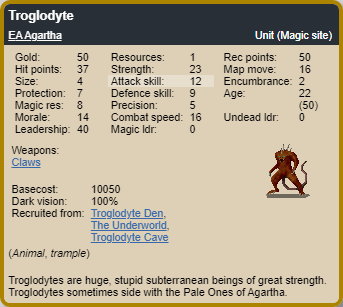 Troglodyte
EA Agartha Unit (Magic site)
Gold: 50 Resources: 1 Rec points: 50
Hit points: 37 Strength: 23 Map move: 16
Size: 4 Attack skill: 12 Encumbrance: 2
Protection: 7 Defence skill: 9 Age: 22
Magic res: 8 Precision: 5 (50)
Morale: 14 Combat speed: 16 Undead ldr: 0
Leadership: 40 Magic ldr: 0
Weapons:
Claws
Basecost: 10050
Dark vision: 100%
Recruited from: Troglodyte Den,
The Underworld,
Troglodyte Cave
(Animal, trample)
Troglodytes are huge, stupid subterranean beings of great strength.
Troglodytes sometimes side with the Pale Ones of Agartha.